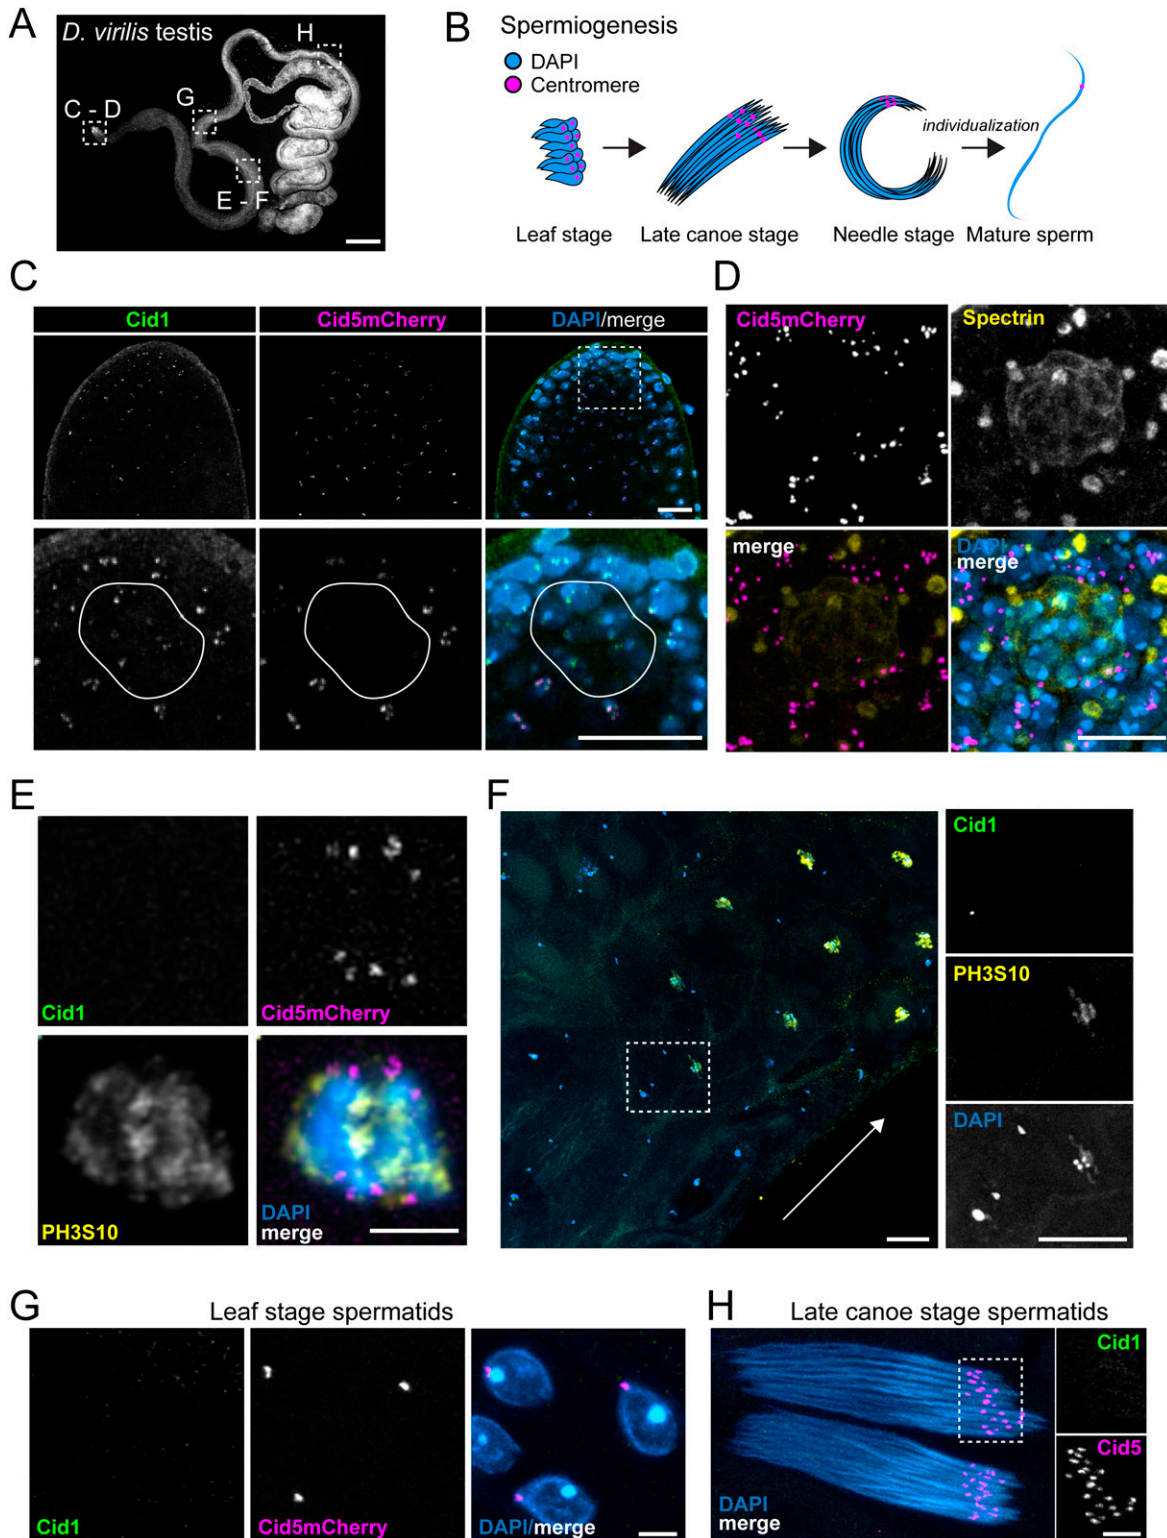 A
D. virilis testis
H
C - D
G
E - F
B
Spermiogenesis
DAPI
Centromere
individualization
Leaf stage
Late canoe stage
Needle stage
Mature sperm
C
Cid1
Cid5mCherry
DAPI/merge
D
Cid5mCherry
Spectrin
merge
DAPI
merge
E
Cid1
Cid5mCherry
PH3S10
DAPI
merge
F
Cid1
PH3S10
DAPI
G
Leaf stage spermatids
Cid1
Cid5mCherry
DAPI/merge
H
Late canoe stage spermatids
DAPI
merge
Cid1
Cid5